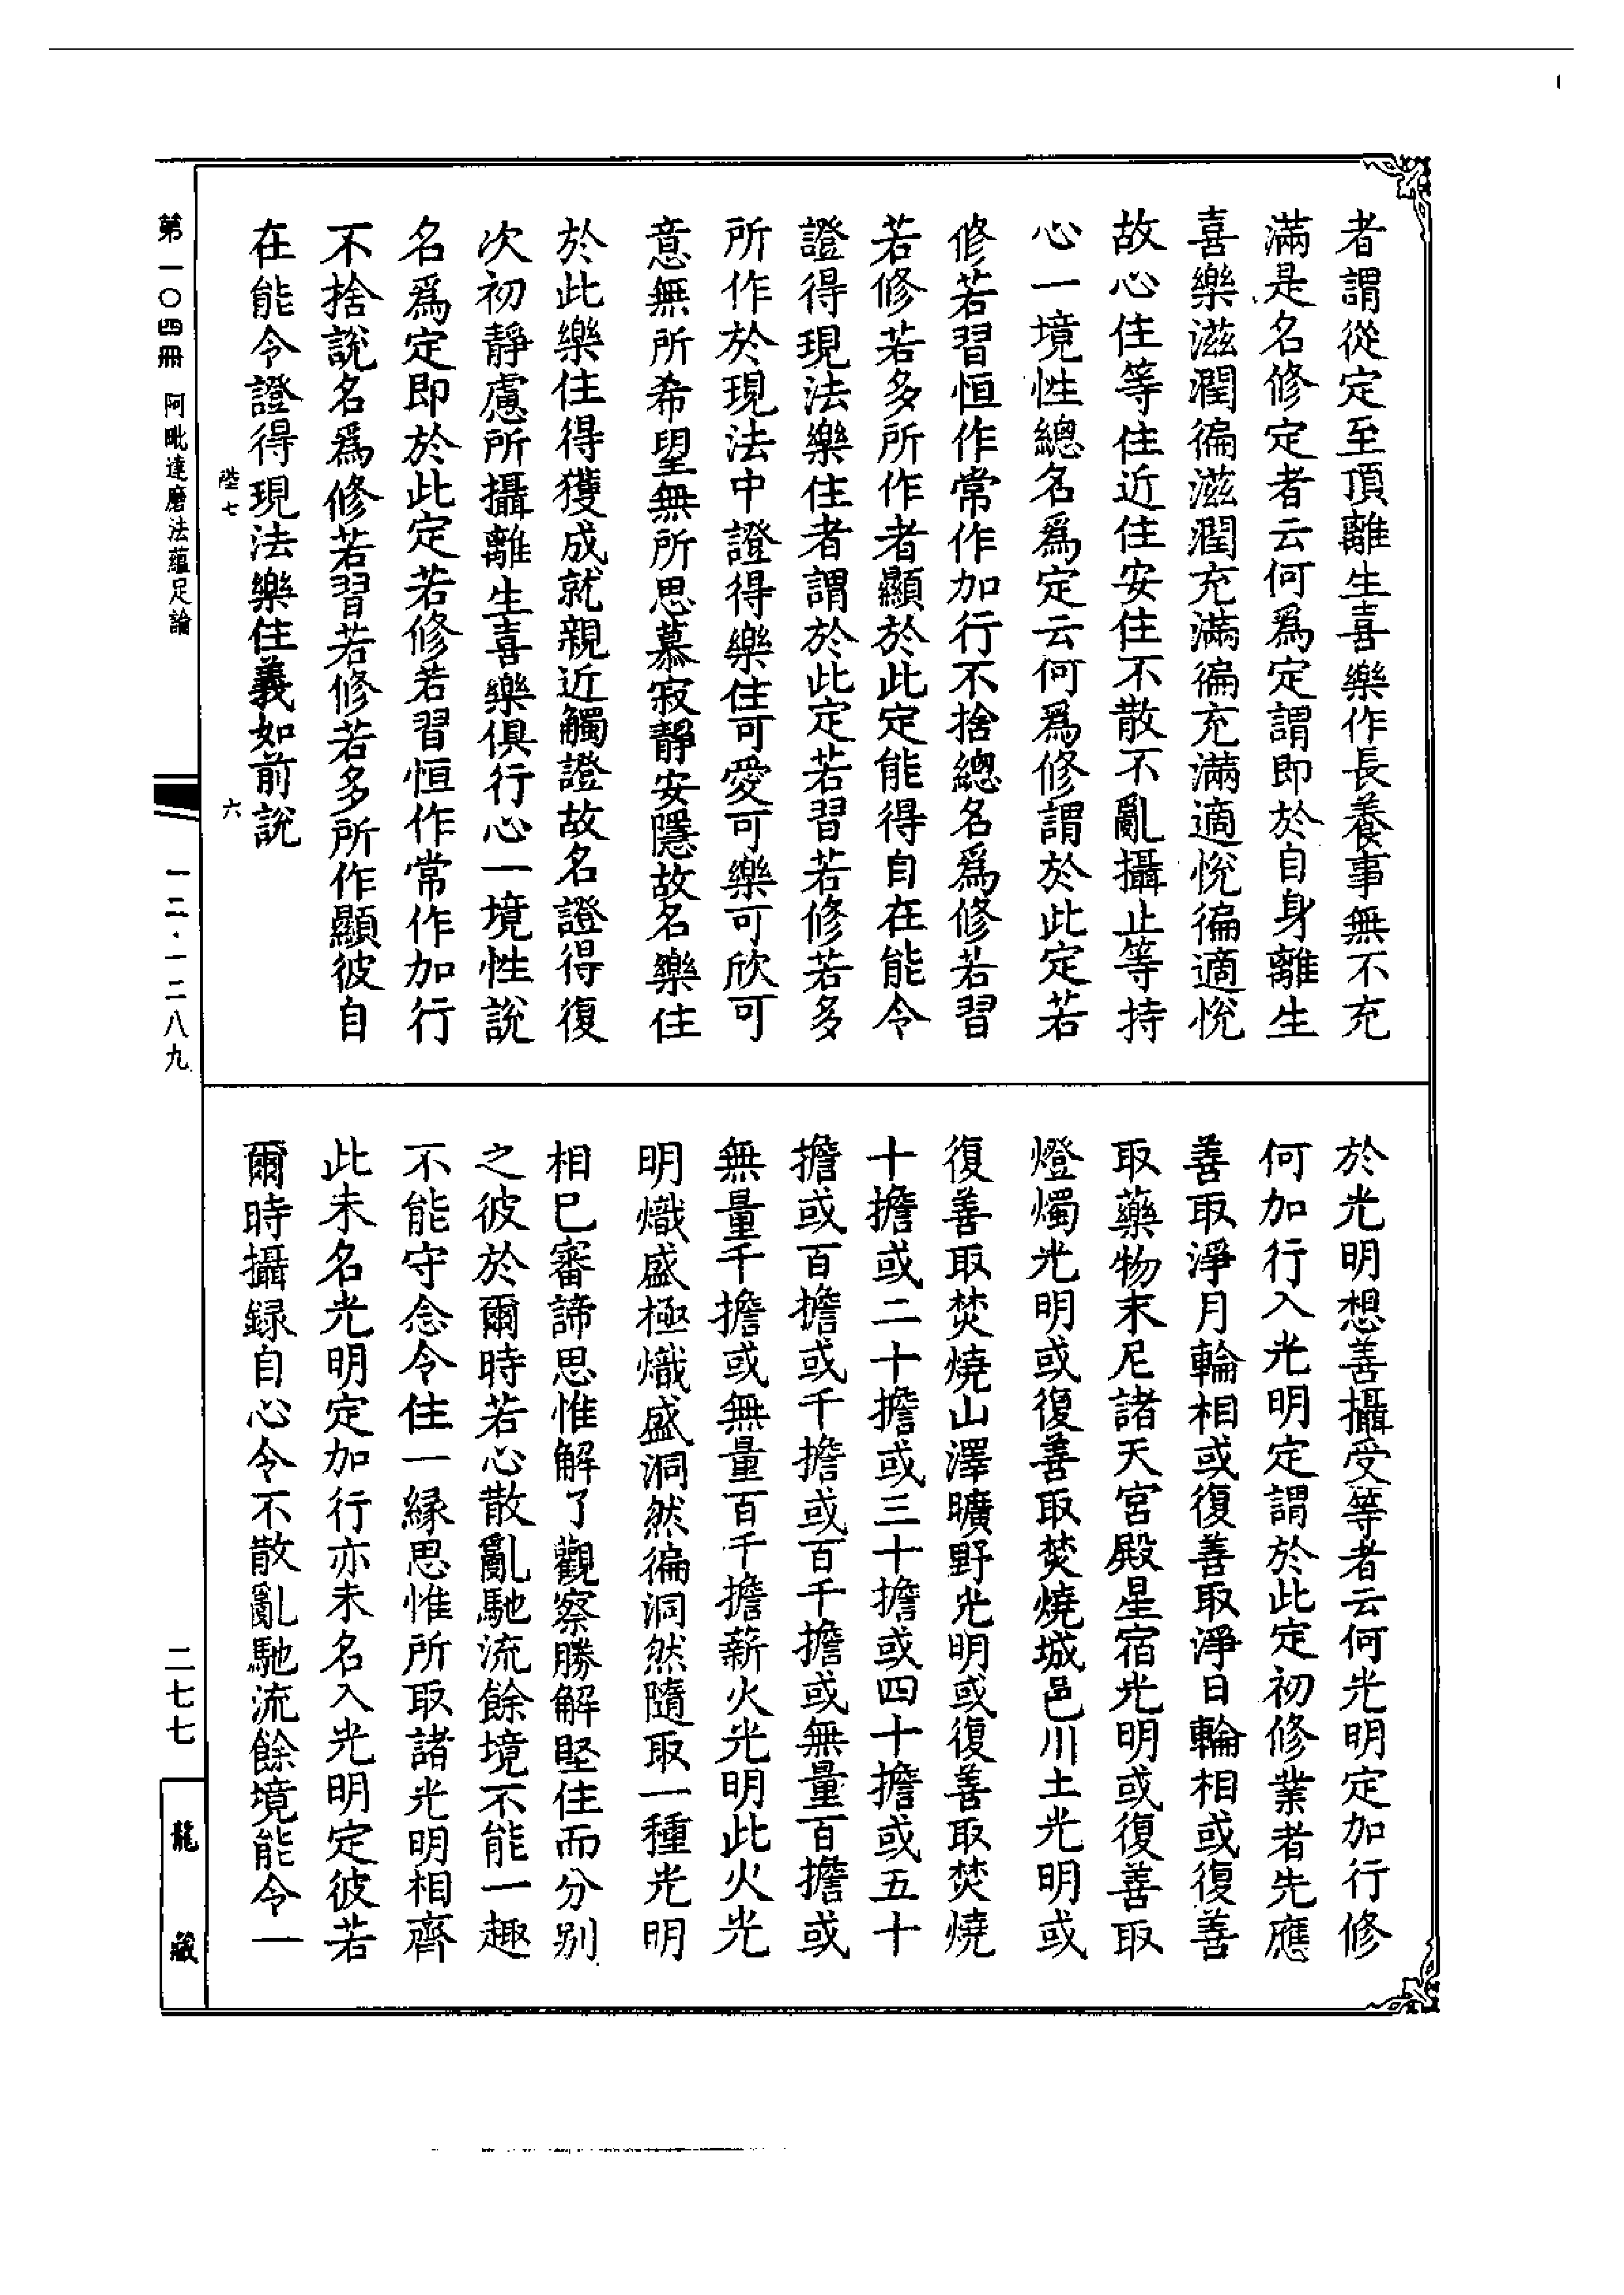 者謂從定至頂離生喜樂作長養事無不充
滿是名修定者云何爲定謂即於自身離生
喜樂滋潤徧滋潤充滿徧充滿適悅徧適悅
故心住等住近住安住不散不亂攝止等持
心一境性總名爲定云何爲修謂於此定若
修若習恒作常作加行不捨總名爲修若習
若修若多所作者顯於此定能得自在能令
證得現法樂住者謂於此定若習若修若多
所作於現法中證得樂住可愛可樂可欣可
意無所希望無所思慕寂靜安隱故名樂住
於此樂住得獲成就親近觸證故名證得復
次初靜慮所攝離生喜樂俱行心一境性說
名爲定即於此定若修若習恒作常作加行
不捨說名爲修若習若修若多所作顯彼自
在能令證得現法樂住義如前說
於光明想善攝受等者云何光明定加行修
何加行入光明定謂於此定初修業者先應
善取淨月輪相或復善取淨日輪相或復善
取藥物末尼諸天宮殿星宿光明或復善取
燈燭光明或復善取焚燒城邑川土光明或
復善取焚燒山澤曠野光明或復善取焚燒
十擔或二十擔或三十擔或四十擔或五十
擔或百擔或千擔或百千擔或無量百擔或
無量千擔或無量百千擔薪火光明此火光
明熾盛極熾盛洞然徧洞然隨取一種光明
相已審諦思惟解了觀察勝解堅住而分別
之彼於爾時若心散亂馳流餘境不能一趣
不能守念令住一緣思惟所取諸光明相齊
此未名光明定加行亦未名入光明定彼若
爾時攝録自心令不散亂馳流餘境能令一
陸七
六
第一〇四冊 阿毗達磨法蘊足論
一二·一二八九
二七七
龍藏